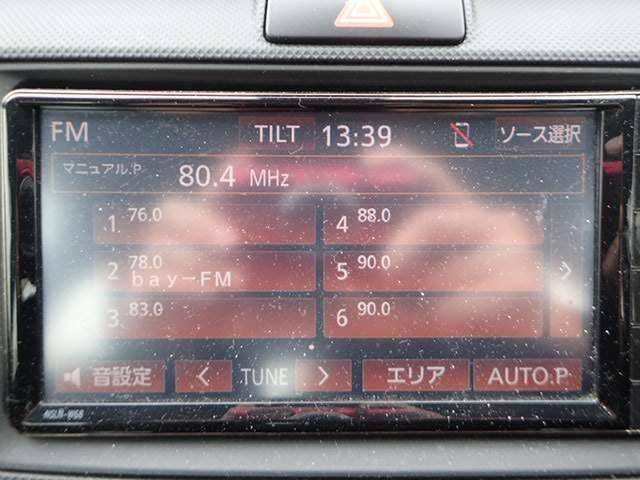 FM TILT 13:39 ソース選択
マニュアル.P 80.4 MHz
1 76.0 4 88.0
2 78.0 bay-FM 5 90.0 >
3 83.0 6 90.0
音設定 < TUNE > エリア AUTO.P
NSLN-W68